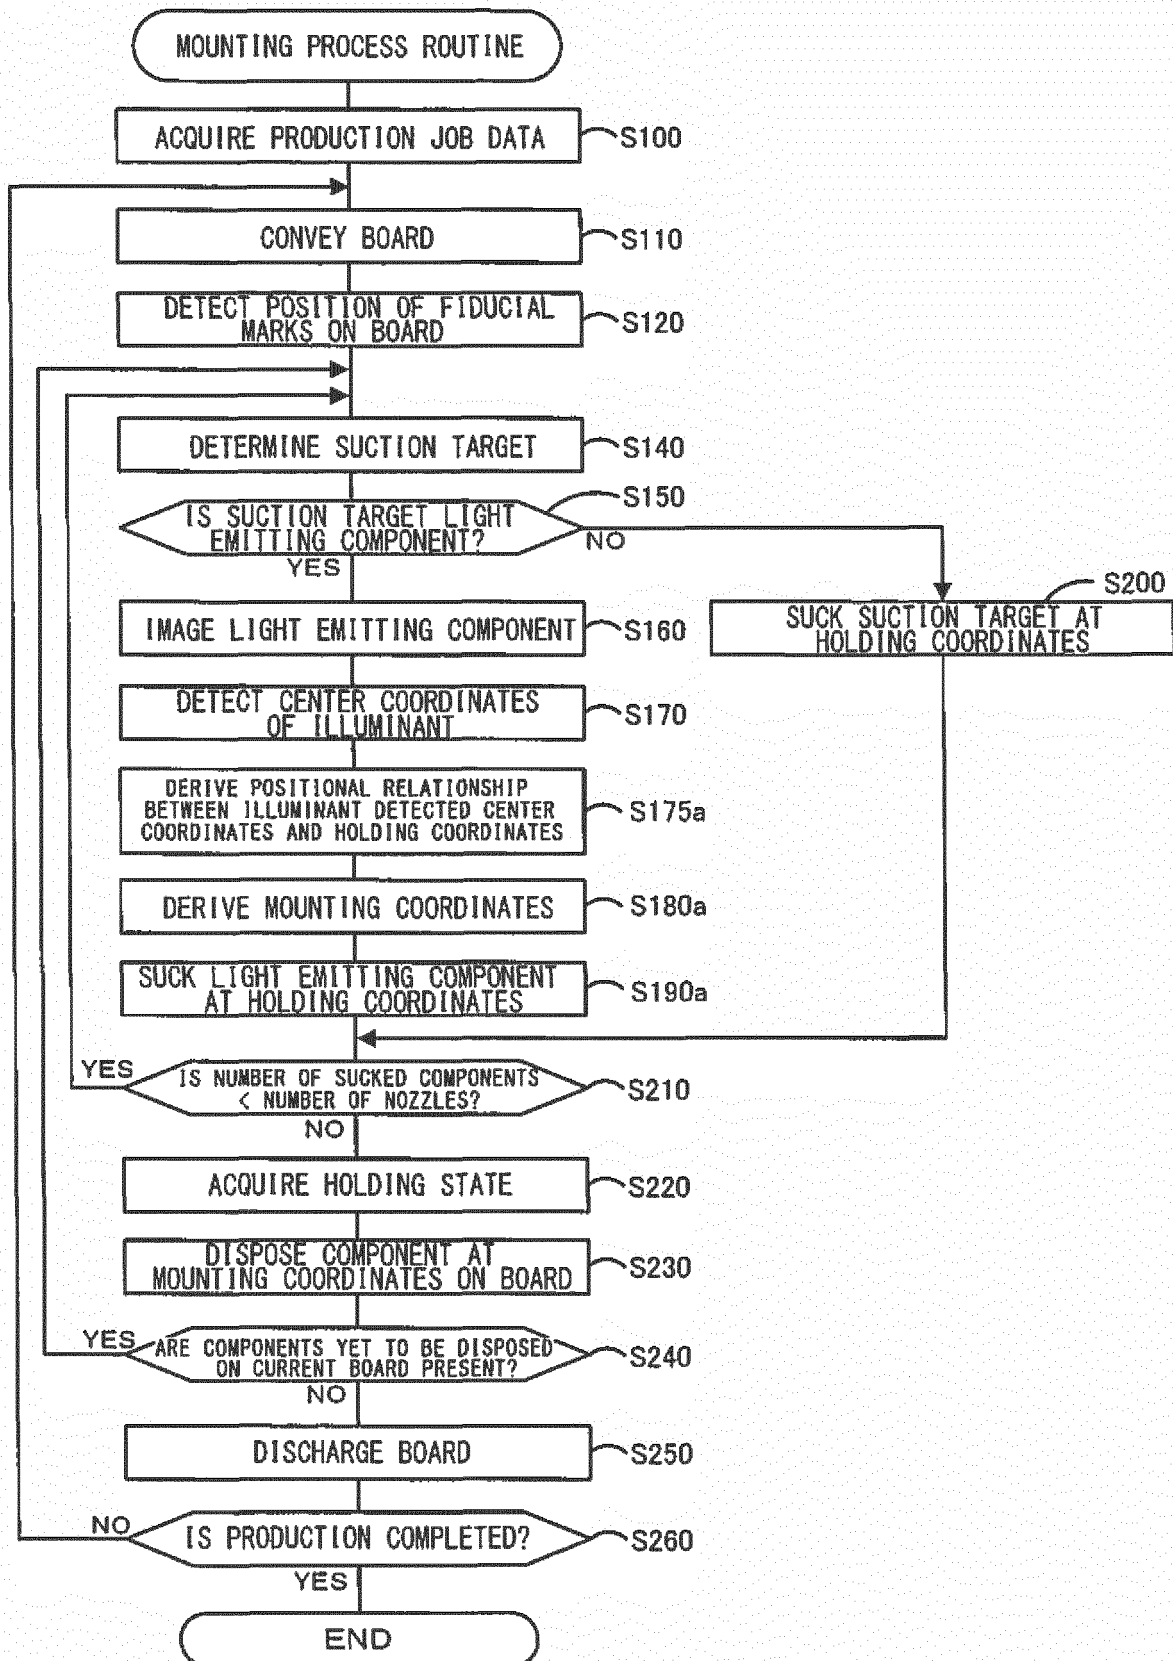 MOUNTING PROCESS ROUTINE
ACQUIRE PRODUCTION JOB DATA
S100
CONVEY BOARD
S110
DETECT POSITION OF FIDUCIAL
MARKS ON BOARD
S120
DETERMINE SUCTION TARGET
S140
IS SUCTION TARGET LIGHT
EMITTING COMPONENT?
S150
NO
YES
SUCK SUCTION TARGET AT
HOLDING COORDINATES
S200
IMAGE LIGHT EMITTING COMPONENT
S160
DETECT CENTER COORDINATES
OF ILLUMINANT
S170
DERIVE POSITIONAL RELATIONSHIP
BETWEEN ILLUMINANT DETECTED CENTER
COORDINATES AND HOLDING COORDINATES
S175a
DERIVE MOUNTING COORDINATES
S180a
SUCK LIGHT EMITTING COMPONENT
AT HOLDING COORDINATES
S190a
YES
IS NUMBER OF SUCKED COMPONENTS
< NUMBER OF NOZZLES?
S210
NO
ACQUIRE HOLDING STATE
S220
DISPOSE COMPONENT AT
MOUNTING COORDINATES ON BOARD
S230
YES
ARE COMPONENTS YET TO BE DISPOSED
ON CURRENT BOARD PRESENT?
S240
NO
DISCHARGE BOARD
S250
NO
IS PRODUCTION COMPLETED?
S260
YES
END